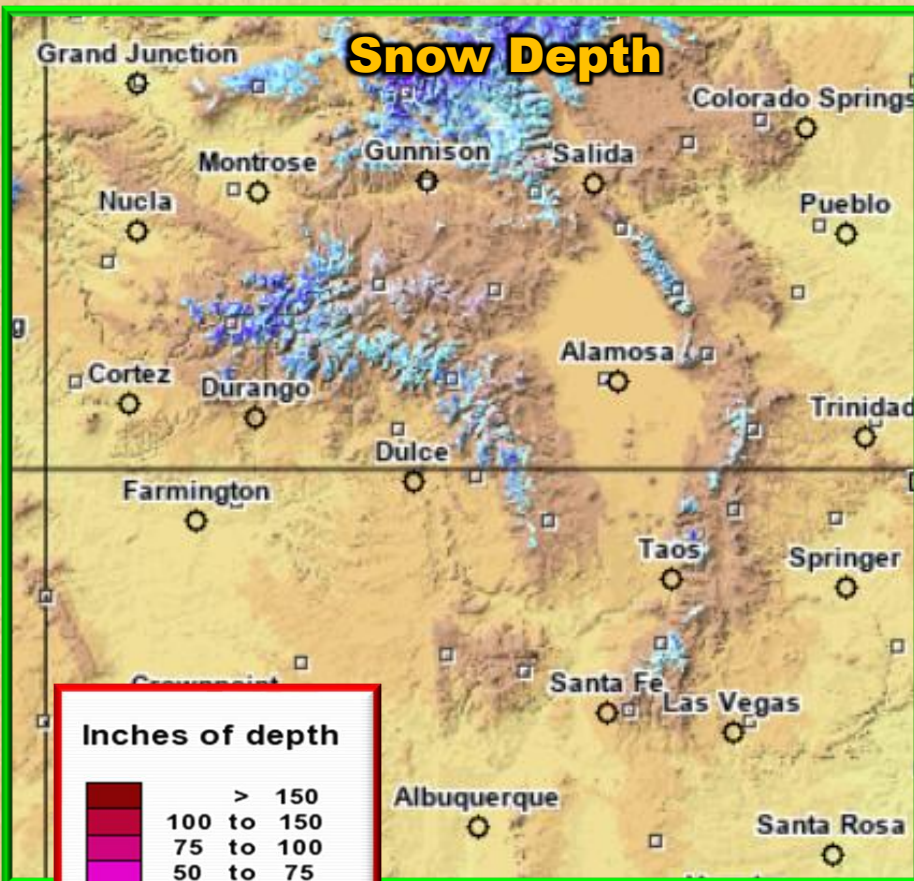 Snow Depth
Grand Junction
Colorado Springs
Montrose
Gunnison
Salida
Nucla
Pueblo
g
Alamosa
Cortez
Durango
Trinidad
Dulce
Farmington
Taos
Springer
Crownpoint
Santa Fe
Las Vegas
Inches of depth
> 150
100 to 150
75 to 100
50 to 75
Albuquerque
Santa Rosa